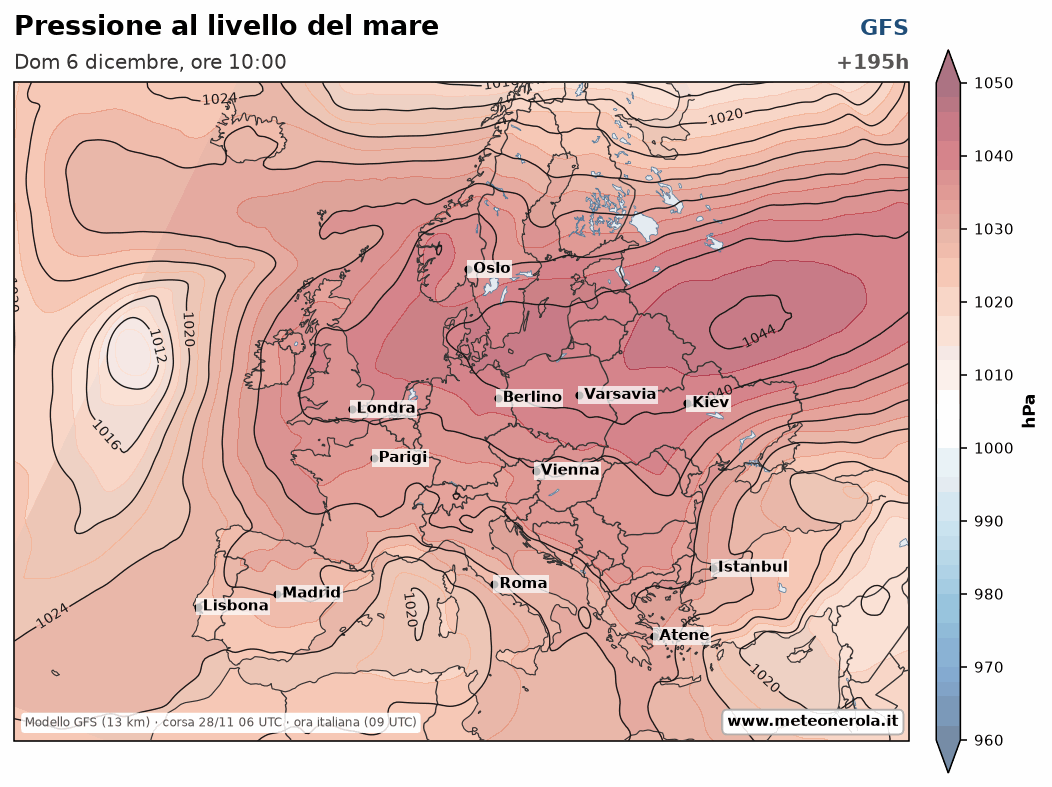 Pressione al livello del mare
GFS
Dom 6 dicembre, ore 10:00
+195h
1024
1020
1050
1040
1030
1020
1010
1000
990
980
970
960
hPa
Oslo
1020
1012
1016
1044
1040
Berlino
Varsavia
Kiev
Londra
Parigi
Vienna
Istanbul
Roma
Madrid
Lisbona
1020
1024
Atene
1020
Modello GFS (13 km) · corsa 28/11 06 UTC · ora italiana (09 UTC)
www.meteonerola.it